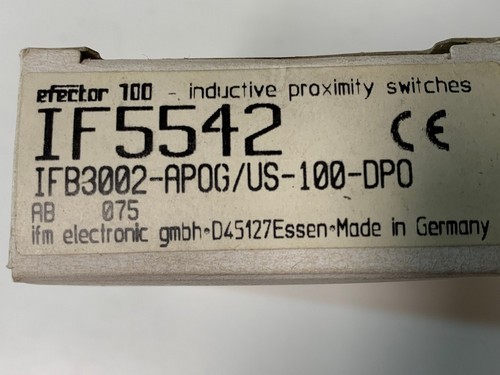 efector 100 - inductive proximity switches
IF5542 CE
IFB3002-APOG/US-100-DPO
AB 075
ifm electronic gmbh•D45127Essen•Made in Germany